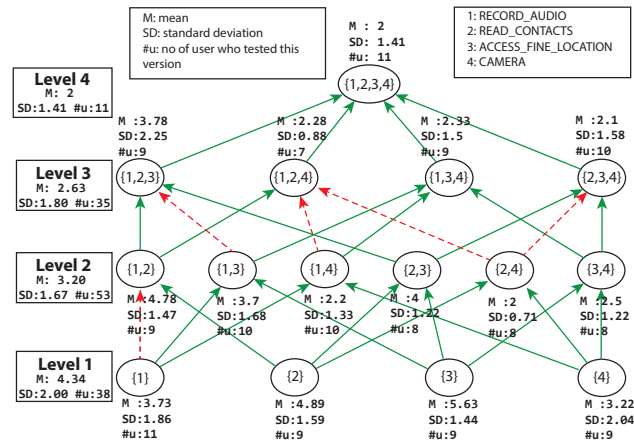 M: mean
SD: standard deviation
#u: no of user who tested this
version
1: RECORD_AUDIO
2: READ_CONTACTS
3: ACCESS_FINE_LOCATION
4: CAMERA
M : 2
SD: 1.41
#u: 11
Level 4
M: 2
SD:1.41 #u:11
{1,2,3,4}
M :3.78
SD:2.25
#u:9
M :2.28
SD:0.88
#u:7
M :2.33
SD:1.5
#u:9
M :2.1
SD:1.58
#u:10
Level 3
M: 2.63
SD:1.80 #u:35
{1,2,3}
{1,2,4}
{1,3,4}
{2,3,4}
Level 2
M: 3.20
SD:1.67 #u:53
{1,2}
{1,3}
{1,4}
{2,3}
{2,4}
{3,4}
M :4.78
SD:1.47
#u:9
M :3.7
SD:1.68
#u:10
M :2.2
SD:1.33
#u:10
M :4
SD:1.22
#u:8
M :2
SD:0.71
#u:8
M :2.5
SD:1.22
#u:8
Level 1
M: 4.34
SD:2.00 #u:38
{1}
{2}
{3}
{4}
M :3.73
SD:1.86
#u:11
M :4.89
SD:1.59
#u:9
M :5.63
SD:1.44
#u:9
M :3.22
SD:2.04
#u:9